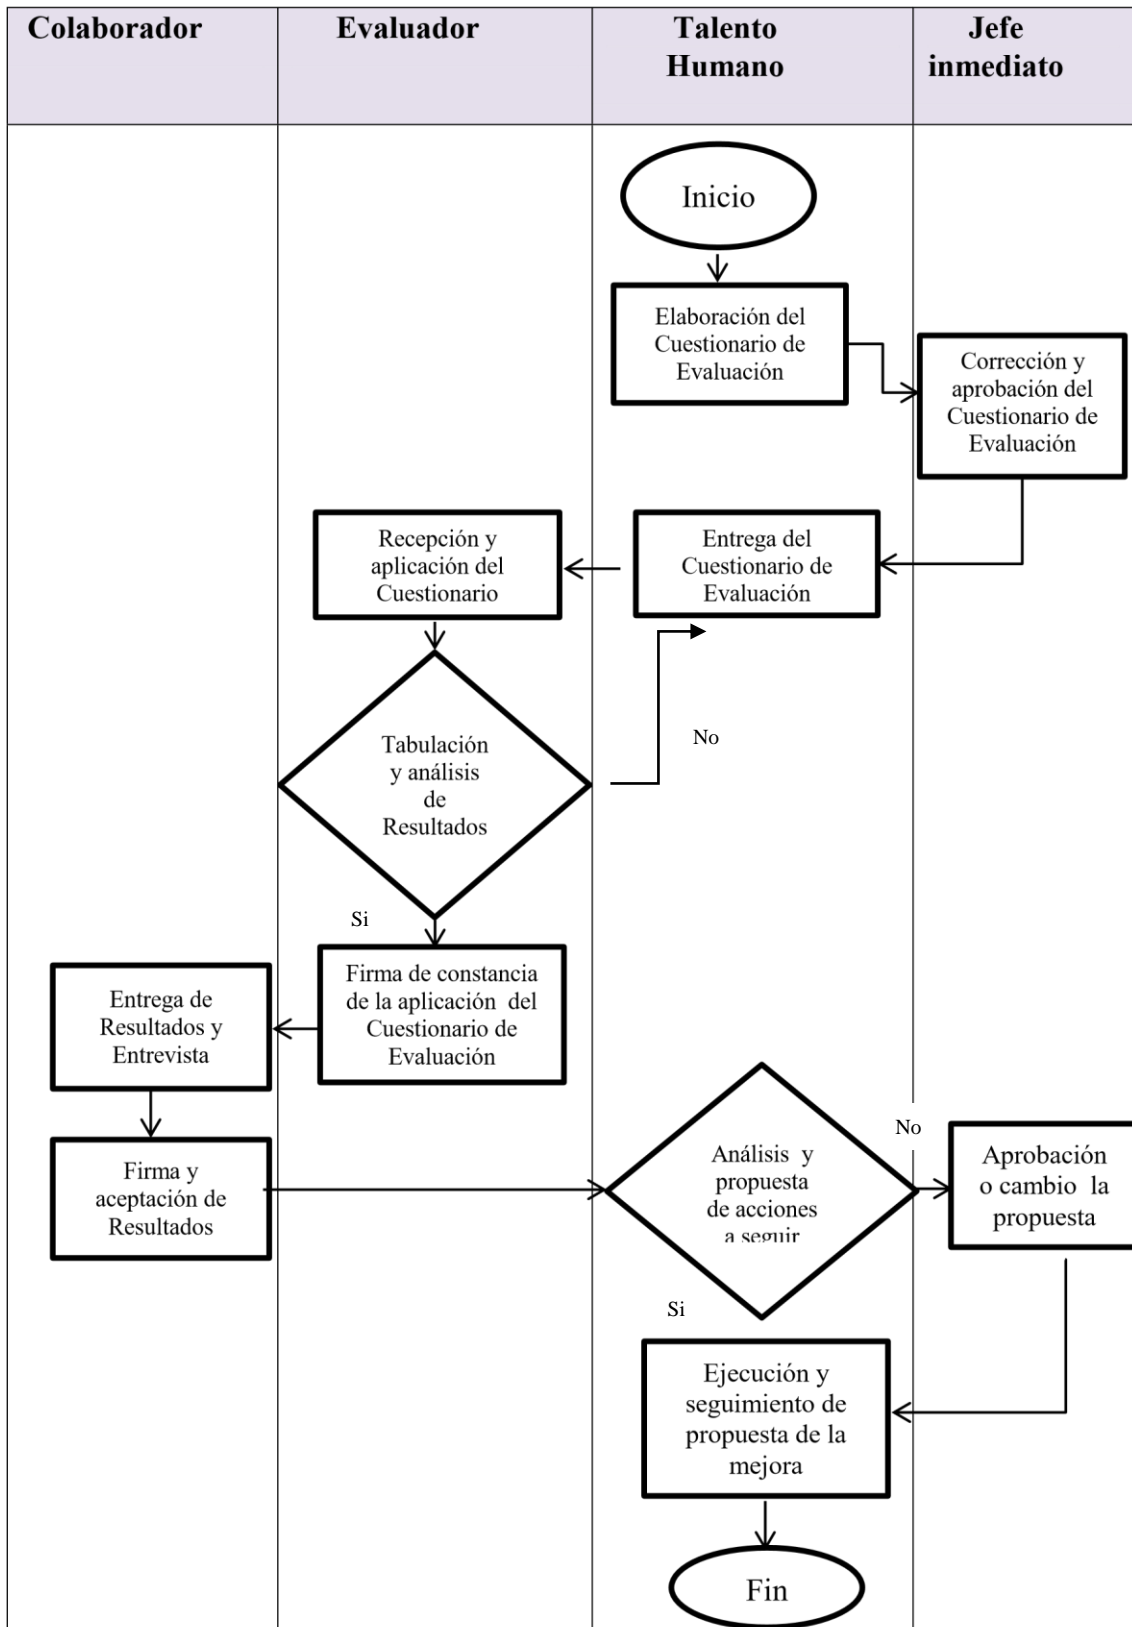 Colaborador
Evaluador
Talento
Humano
Jefe
inmediato
Inicio
Elaboración del
Cuestionario de
Evaluación
Corrección y
aprobación del
Cuestionario de
Evaluación
Entrega del
Cuestionario de
Evaluación
Recepción y
aplicación del
Cuestionario
Tabulación
y análisis
de
Resultados
No
Si
Firma de constancia
de la aplicación del
Cuestionario de
Evaluación
Entrega de
Resultados y
Entrevista
Firma y
aceptación de
Resultados
Análisis y
propuesta
de acciones
a seguir
No
Aprobación
o cambio la
propuesta
Si
Ejecución y
seguimiento de
propuesta de la
mejora
Fin